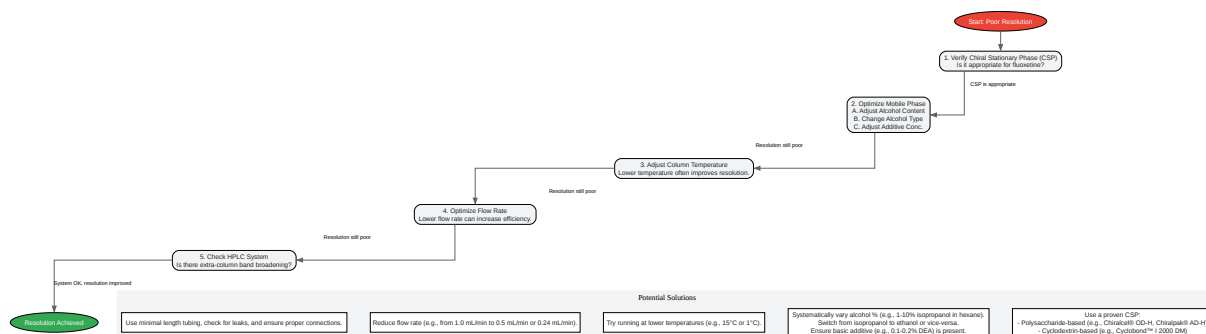 Start: Poor Resolution
1. Verify Chiral Stationary Phase (CSP)
Is it appropriate for fluoxetine?
CSP is appropriate
2. Optimize Mobile Phase
A. Adjust Alcohol Content
B. Change Alcohol Type
C. Adjust Additive Conc.
Resolution still poor
3. Adjust Column Temperature
Lower temperature often improves resolution.
Resolution still poor
4. Optimize Flow Rate
Lower flow rate can increase efficiency.
Resolution still poor
5. Check HPLC System
Is there extra-column band broadening?
System OK, resolution improved
Resolution Achieved
Potential Solutions
Use minimal length tubing, check for leaks, and ensure proper connections.
Reduce flow rate (e.g., from 1.0 mL/min to 0.5 mL/min or 0.24 mL/min).
Try running at lower temperatures (e.g., 15°C or 1°C).
Systematically vary alcohol % (e.g., 1-10% isopropanol in hexane).
Switch from isopropanol to ethanol or vice-versa.
Ensure basic additive (e.g., 0.1-0.2% DEA) is present.
Use a proven CSP:
- Polysaccharide-based (e.g., Chiralcel® OD-H, Chiralpak® AD-H)
- Cyclodextrin-based (e.g., Cyclobond™ I 2000 DM)